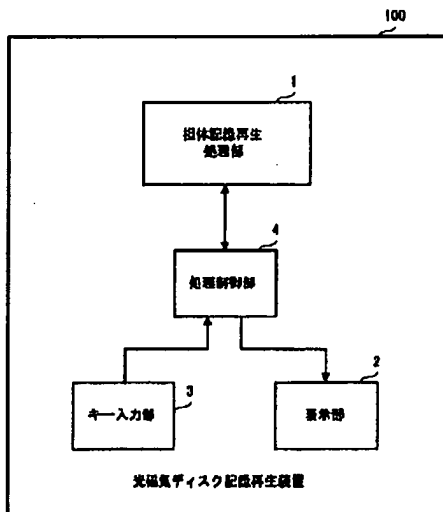 100
1
担体記録再生
処理部
4
処理制御部
3
キー入力部
2
表示部
光磁気ディスク記録再生装置